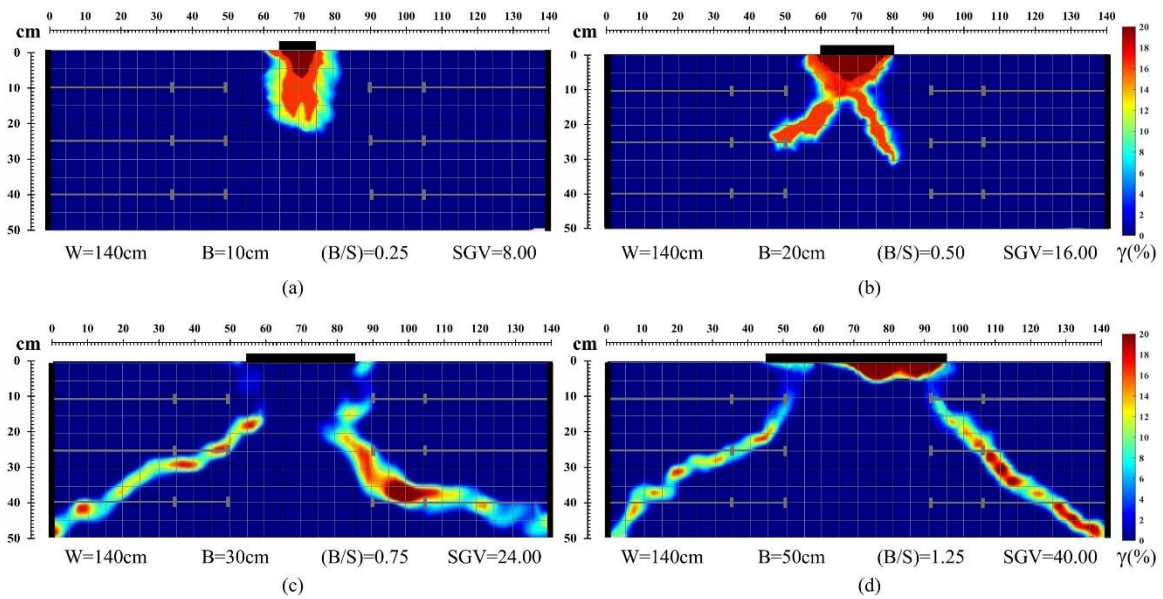 0 10 20 30 40 50 60 70 80 90 100 110 120 130 140
cm
0
10
20
30
40
50
W=140cm B=10cm (B/S)=0.25 SGV=8.00
(a)
0 10 20 30 40 50 60 70 80 90 100 110 120 130 140
cm
0
10
20
30
40
50
20
18
16
14
12
10
8
6
4
2
0
W=140cm B=20cm (B/S)=0.50 SGV=16.00 γ(%)
(b)
0 10 20 30 40 50 60 70 80 90 100 110 120 130 140
cm
0
10
20
30
40
50
W=140cm B=30cm (B/S)=0.75 SGV=24.00
(c)
0 10 20 30 40 50 60 70 80 90 100 110 120 130 140
cm
0
10
20
30
40
50
20
18
16
14
12
10
8
6
4
2
0
W=140cm B=50cm (B/S)=1.25 SGV=40.00 γ(%)
(d)